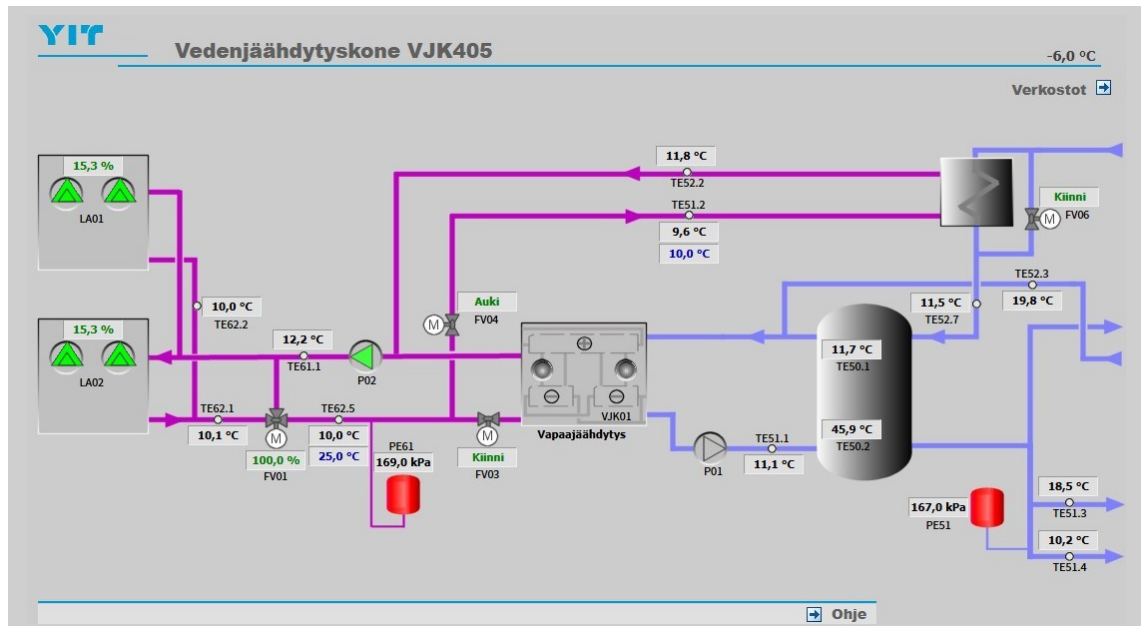 YIT
Vedenjäähdytyskone VJK405
-6,0 °C
Verkostot
15,3 %
LA01
11,8 °C
TE52.2
TE51.2
9,6 °C
10,0 °C
Kiinni
M
FV06
10,0 °C
TE62.2
Auki
M
FV04
TE52.3
19,8 °C
11,5 °C
TE52.7
15,3 %
LA02
12,2 °C
TE61.1
P02
VJK01
Vapaajäähdytys
11,7 °C
TE50.1
45,9 °C
TE50.2
TE62.1
10,1 °C
M
100,0 %
FV01
TE62.5
10,0 °C
25,0 °C
PE61
169,0 kPa
M
Kiinni
FV03
P01
TE51.1
11,1 °C
167,0 kPa
PE51
18,5 °C
TE51.3
10,2 °C
TE51.4
Ohje